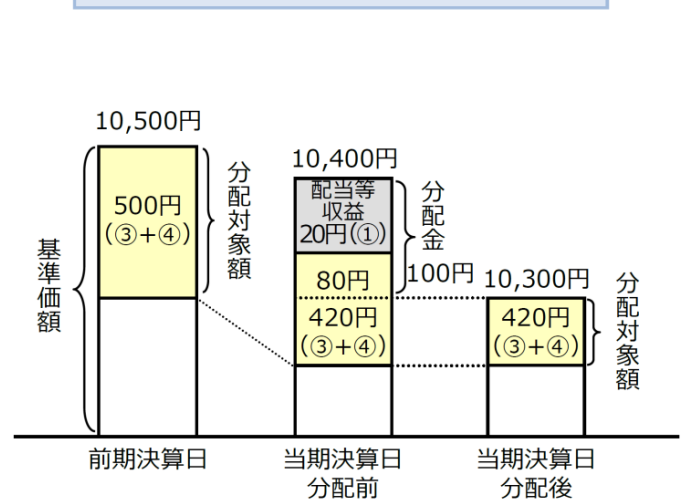 10,500円
500円
(③+④)
分配対象額
基準価額
10,400円
配当等
収益
20円(①)
80円
420円
(③+④)
分配金
100円
10,300円
420円
(③+④)
分配対象額
前期決算日
当期決算日
分配前
当期決算日
分配後